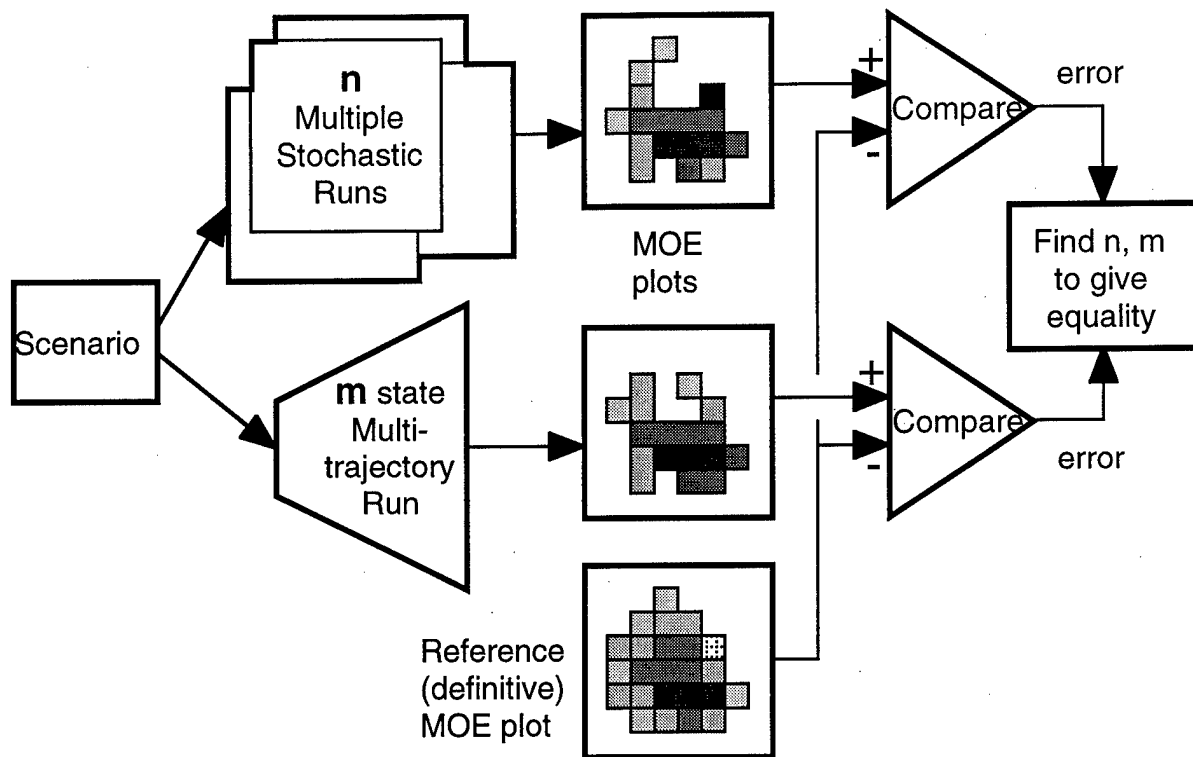 n
Multiple
Stochastic
Runs
MOE
plots
+
Compare
-
error
Find n, m
to give
equality
Scenario
m state
Multi-
trajectory
Run
+
Compare
-
error
Reference
(definitive)
MOE plot